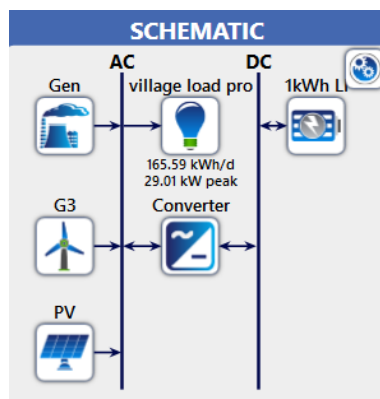 SCHEMATIC
AC DC
Gen village load pro 1kWh LI
165.59 kWh/d
29.01 kW peak
G3 Converter
PV